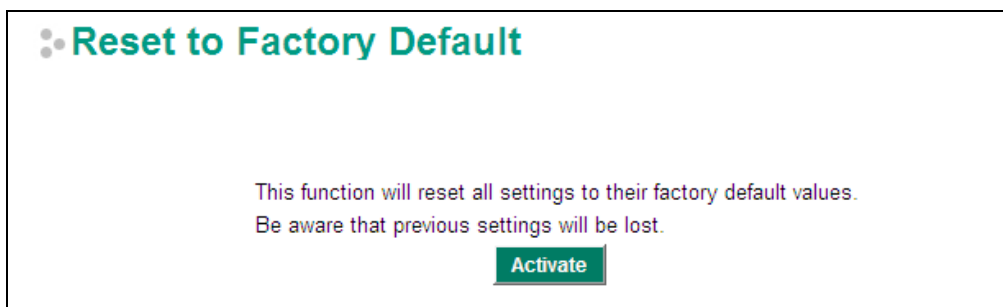 Reset to Factory Default
This function will reset all settings to their factory default values.
Be aware that previous settings will be lost.
Activate